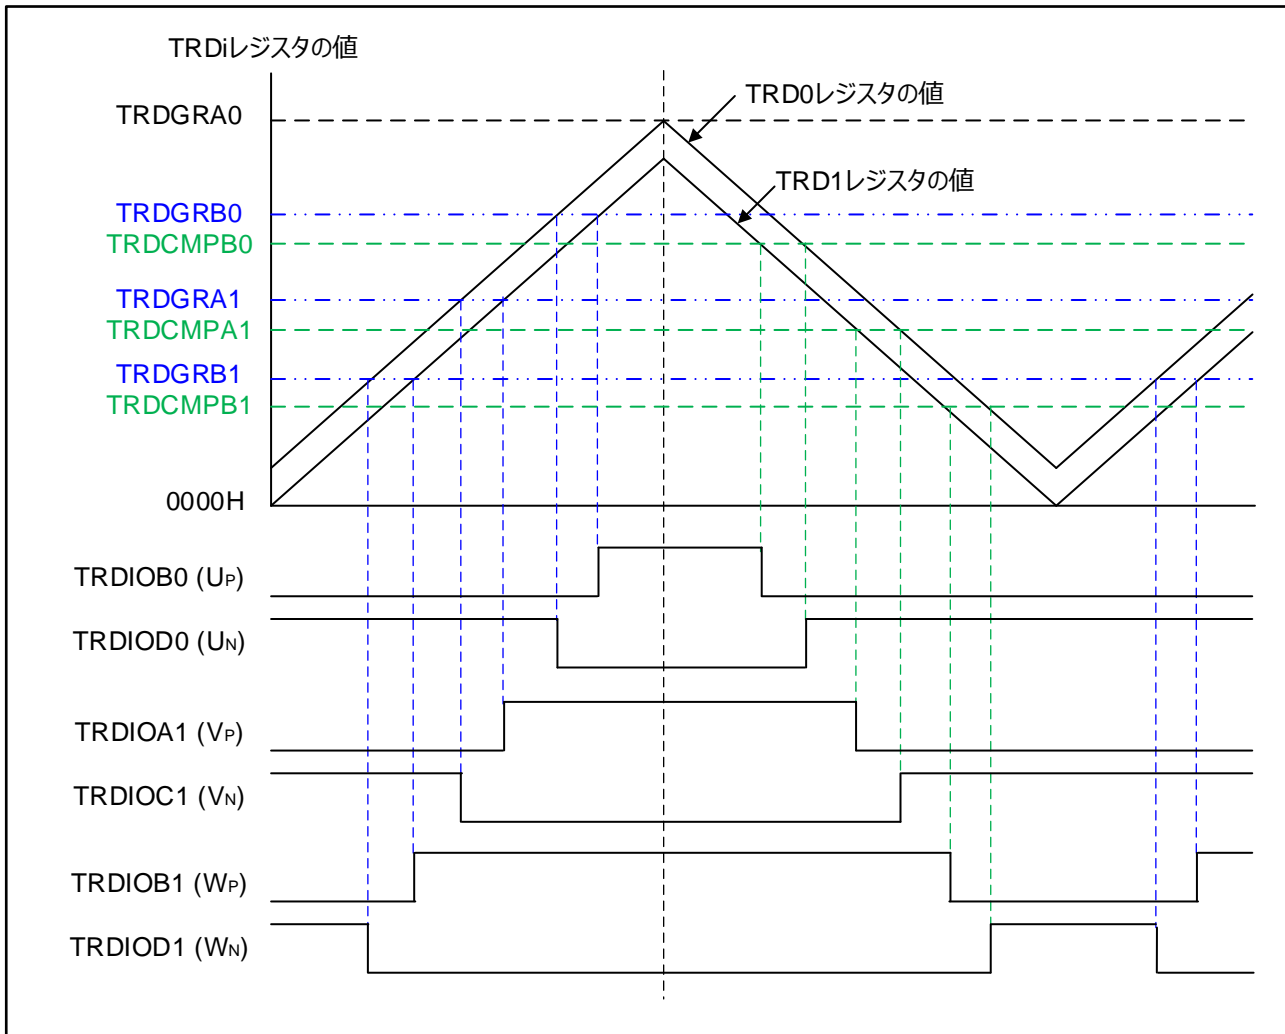 TRDiレジスタの値
TRD0レジスタの値
TRDGRA0
TRD1レジスタの値
TRDGRB0
TRDCMPB0
TRDGRA1
TRDCMPA1
TRDGRB1
TRDCMPB1
0000H
TRDIOB0 (UP)
TRDIOD0 (UN)
TRDIOA1 (VP)
TRDIOC1 (VN)
TRDIOB1 (WP)
TRDIOD1 (WN)